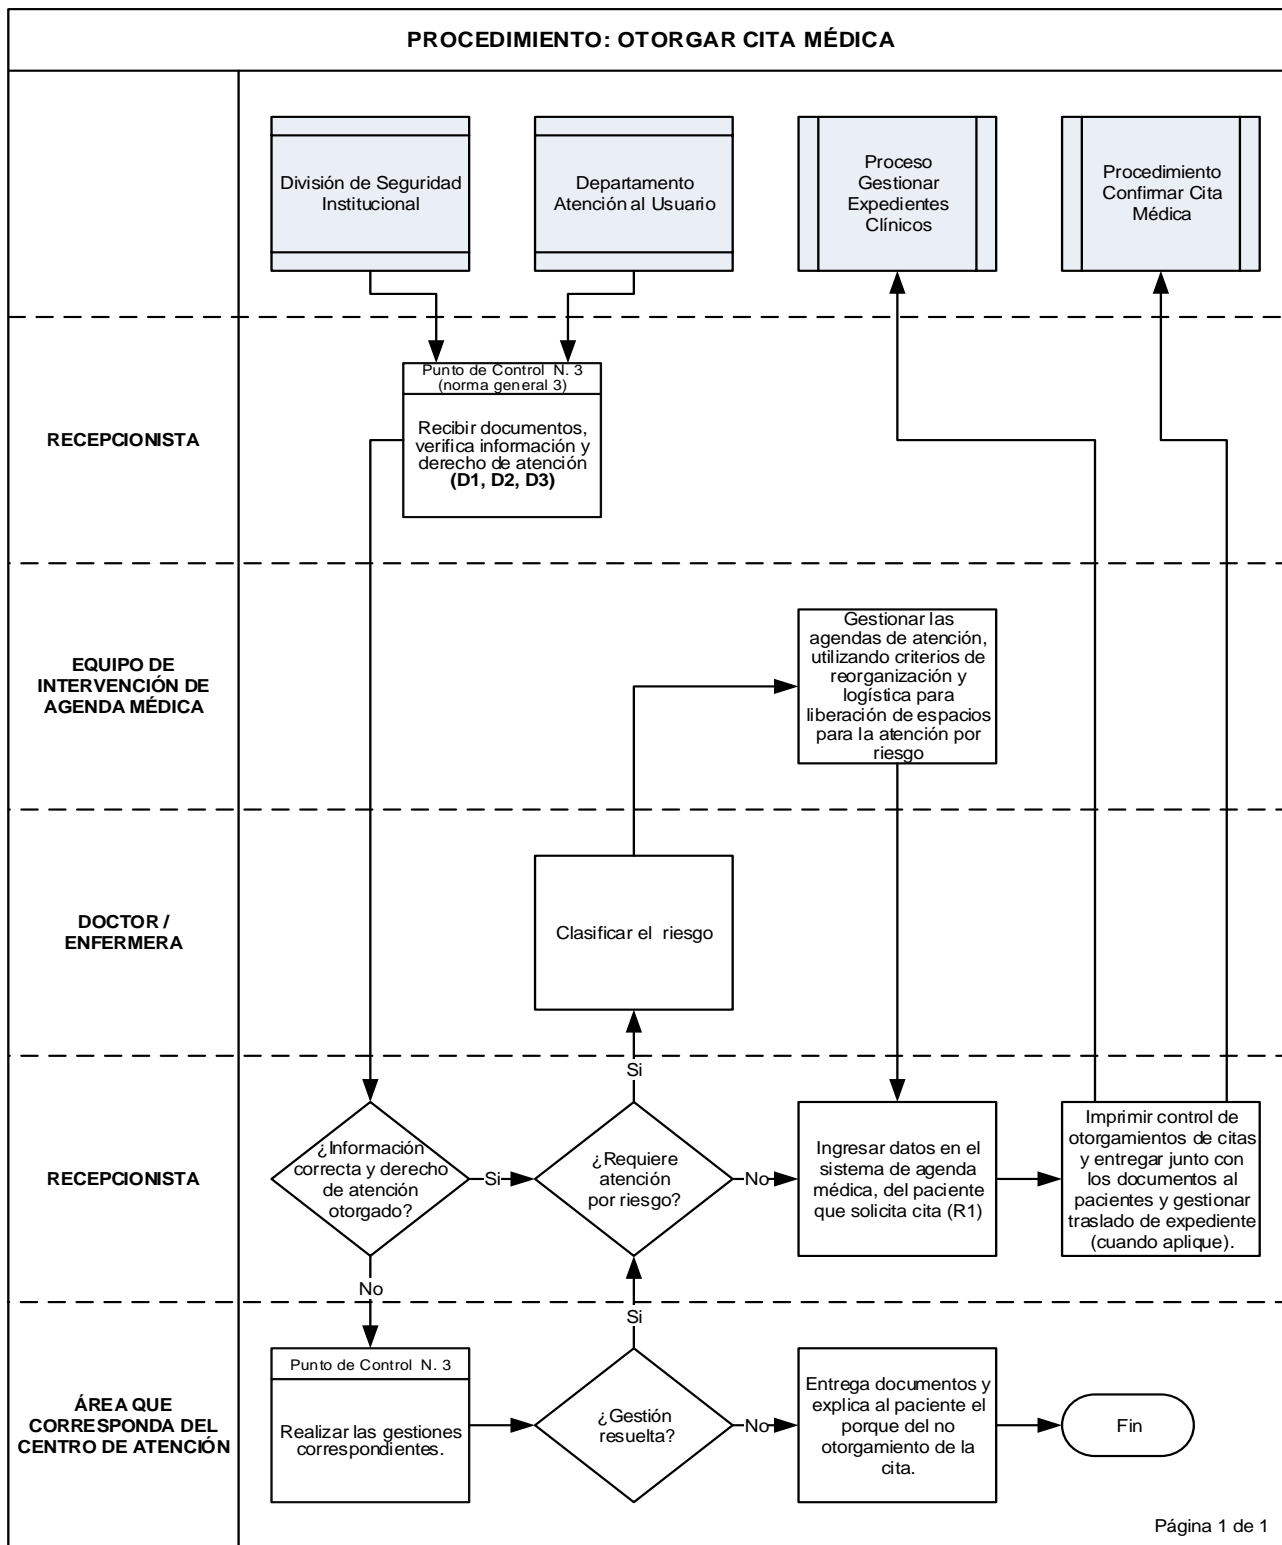 PROCEDIMIENTO: OTORGAR CITA MÉDICA
División de Seguridad
Institucional
Departamento
Atención al Usuario
Proceso
Gestionar
Expedientes
Clínicos
Procedimiento
Confirmar Cita
Médica
RECEPCIONISTA
Punto de Control N. 3
(norma general 3)
Recibir documentos,
verifica información y
derecho de atención
(D1, D2, D3)
EQUIPO DE
INTERVENCIÓN DE
AGENDA MÉDICA
Gestionar las
agendas de atención,
utilizando criterios de
reorganización y
logística para
liberación de espacios
para la atención por
riesgo
DOCTOR /
ENFERMERA
Clasificar el riesgo
RECEPCIONISTA
¿Información
correcta y derecho
de atención
otorgado?
Si
No
¿Requiere
atención
por riesgo?
Si
No
Ingresar datos en el
sistema de agenda
médica, del paciente
que solicita cita (R1)
Imprimir control de
otorgamientos de citas
y entregar junto con
los documentos al
pacientes y gestionar
traslado de expediente
(cuando aplique).
ÁREA QUE
CORRESPONDA DEL
CENTRO DE ATENCIÓN
Punto de Control N. 3
Realizar las gestiones
correspondientes.
¿Gestión
resuelta?
Si
No
Entrega documentos y
explica al paciente el
porque del no
otorgamiento de la
cita.
Fin
Página 1 de 1